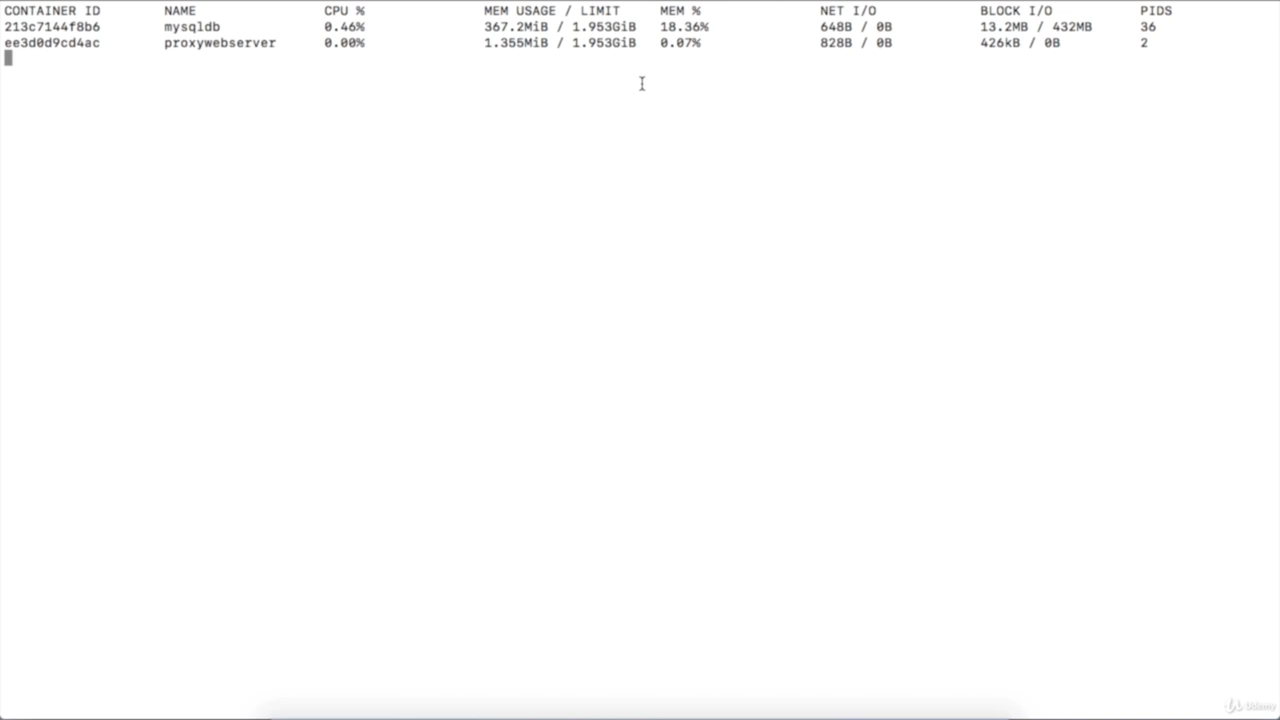 CONTAINER ID NAME CPU % MEM USAGE / LIMIT MEM % NET I/O BLOCK I/O PIDS
213c7144f8b6 mysqldb 0.46% 367.2MiB / 1.953GiB 18.36% 648B / 0B 13.2MB / 432MB 36
ee3d0d9cd4ac proxywebserver 0.00% 1.355MiB / 1.953GiB 0.07% 828B / 0B 426kB / 0B 2
Udemy